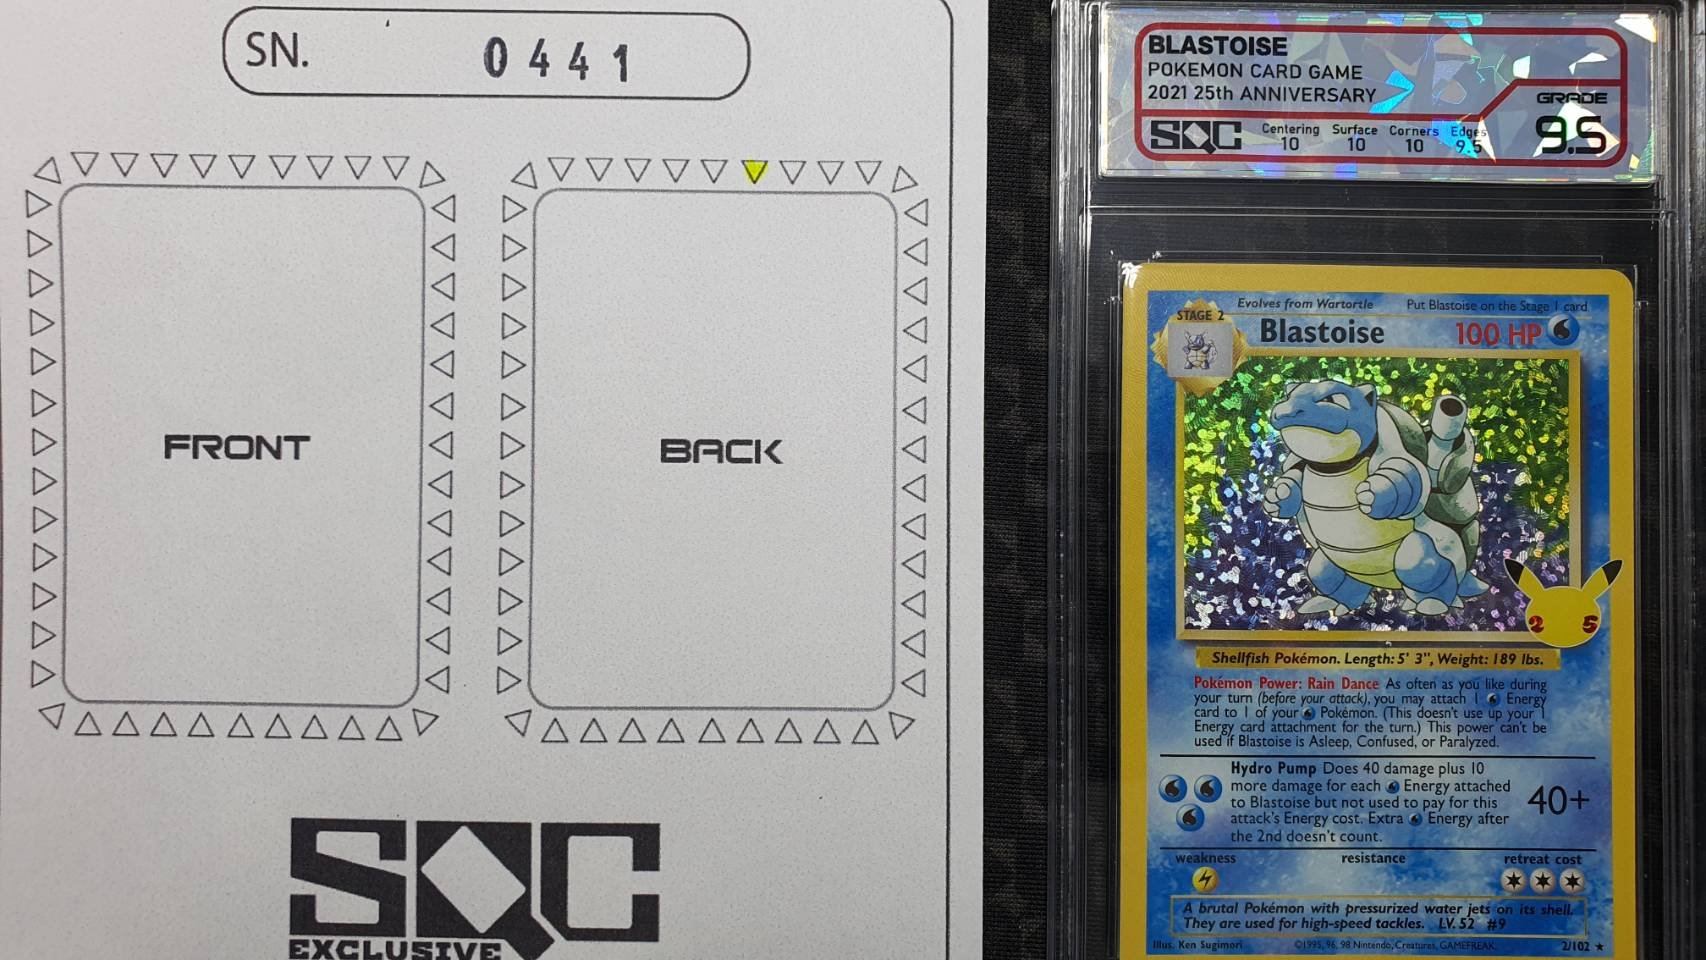 SN. 0441
FRONT
BACK
SQC
EXCLUSIVE
BLASTOISE
POKEMON CARD GAME
2021 25th ANNIVERSARY
GRADE
9.5
SQC
Centering Surface Corners Edges
10 10 10 9.5
Evolves from Wartortle Put Blastoise on the Stage 1 card
STAGE 2
Blastoise 100 HP
25
Shellfish Pokémon. Length: 5' 3", Weight: 189 lbs.
Pokémon Power: Rain Dance As often as you like during
your turn (before your attack), you may attach 1 Energy
card to 1 of your Pokémon. (This doesn't use up your 1
Energy card attachment for the turn.) This power can't be
used if Blastoise is Asleep, Confused, or Paralyzed.
Hydro Pump Does 40 damage plus 10
more damage for each Energy attached
to Blastoise but not used to pay for this
attack's Energy cost. Extra Energy after
the 2nd doesn't count.
40+
weakness resistance retreat cost
A brutal Pokémon with pressurized water jets on its shell.
They are used for high-speed tackles. LV. 52 #9
Illus. Ken Sugimori ©1995, 96, 98 Nintendo, Creatures, GAMEFREAK. 2/102 ★